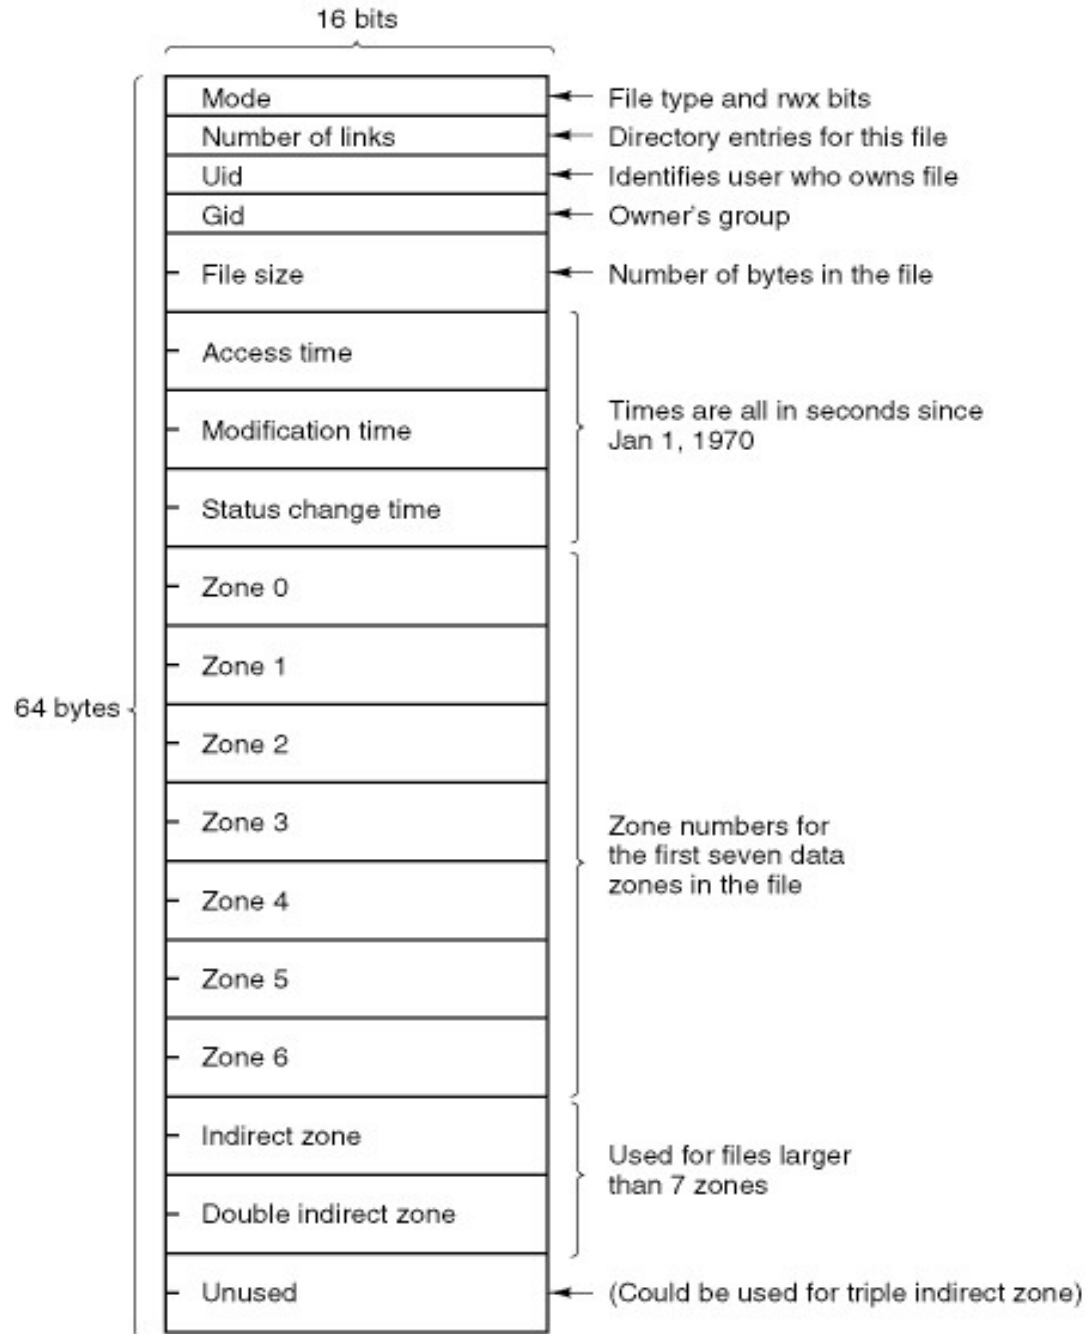 16 bits
Mode
File type and rwx bits
Number of links
Directory entries for this file
Uid
Identifies user who owns file
Gid
Owner's group
File size
Number of bytes in the file
Access time
Modification time
Times are all in seconds since
Jan 1, 1970
Status change time
Zone 0
Zone 1
64 bytes
Zone 2
Zone 3
Zone 4
Zone numbers for
the first seven data
zones in the file
Zone 5
Zone 6
Indirect zone
Double indirect zone
Used for files larger
than 7 zones
Unused
(Could be used for triple indirect zone)